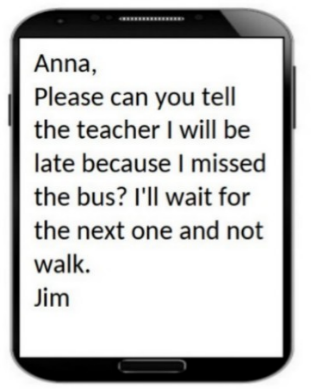 Anna,
Please can you tell
the teacher I will be
late because I missed
the bus? I'll wait for
the next one and not
walk.
Jim